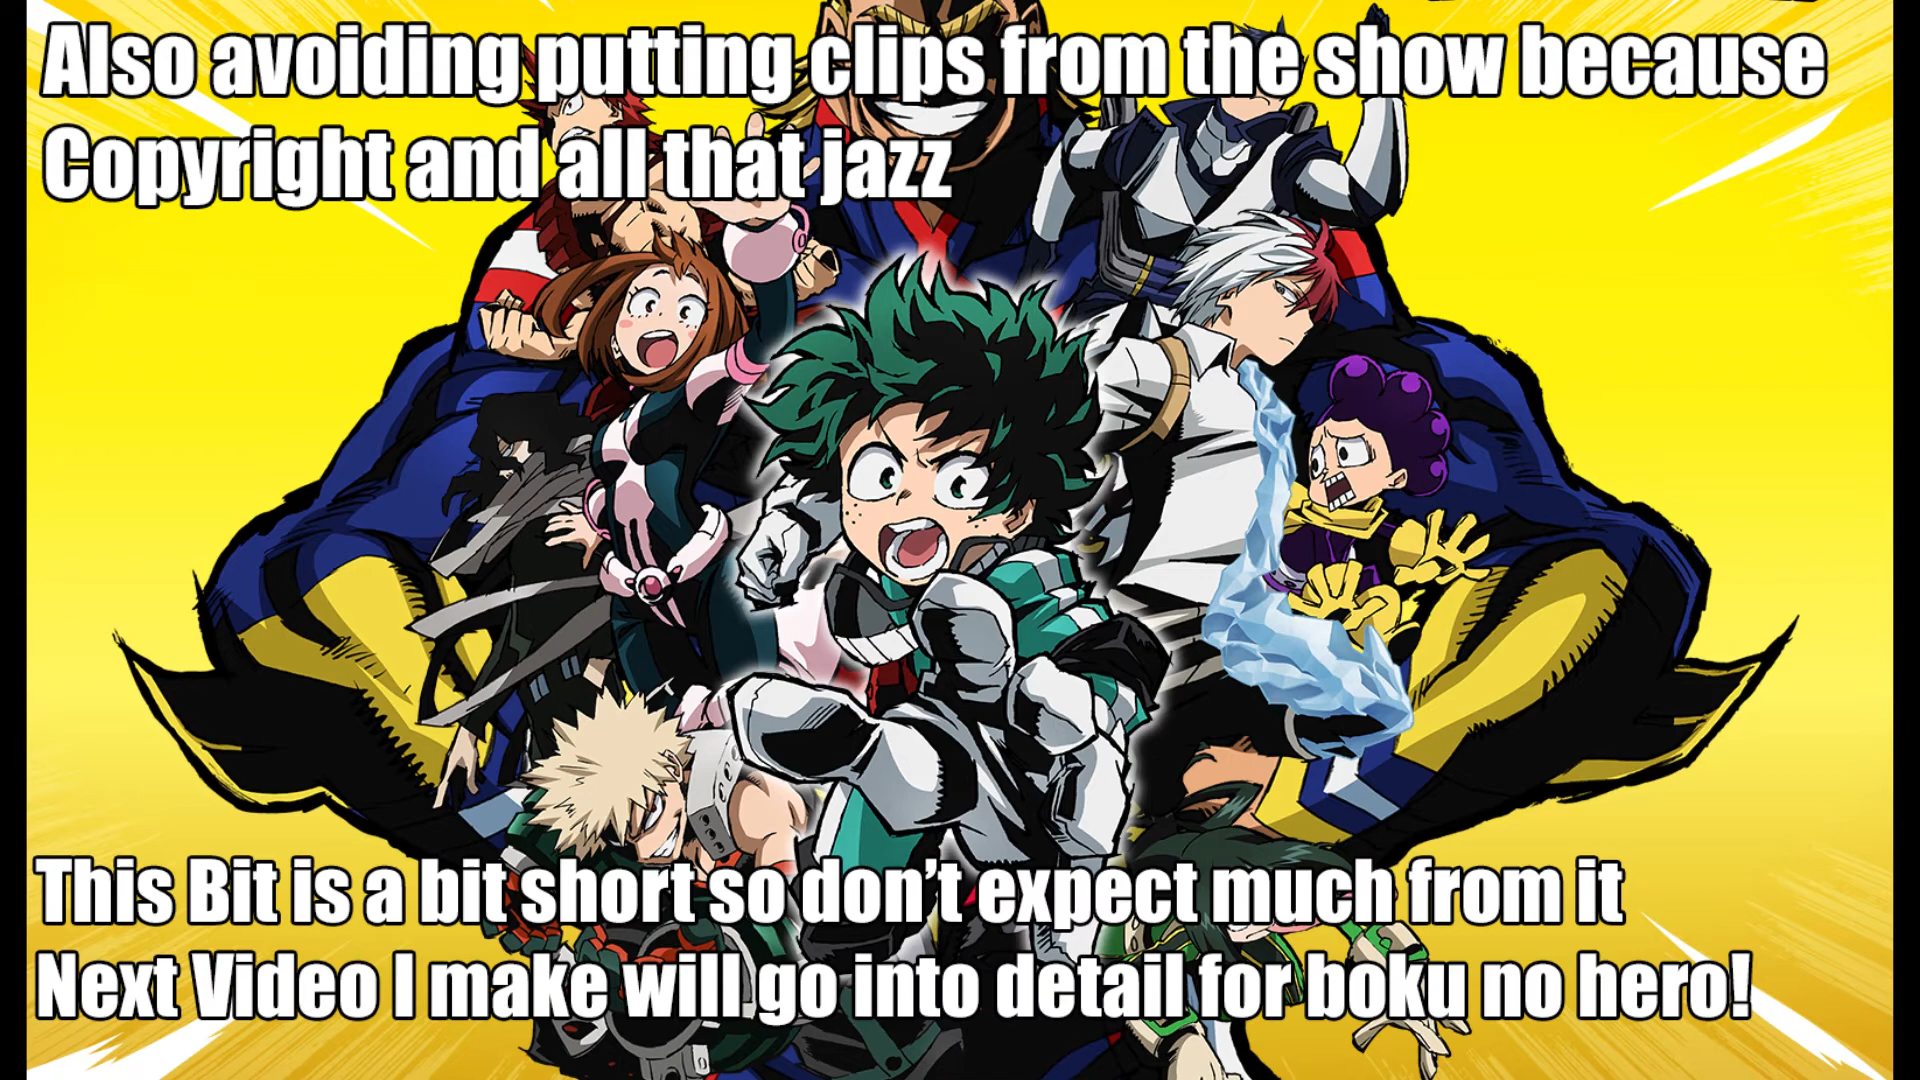 Also avoiding putting clips from the show because
Copyright and all that jazz
This Bit is a bit short so don't expect much from it
Next Video I make will go into detail for boku no hero!